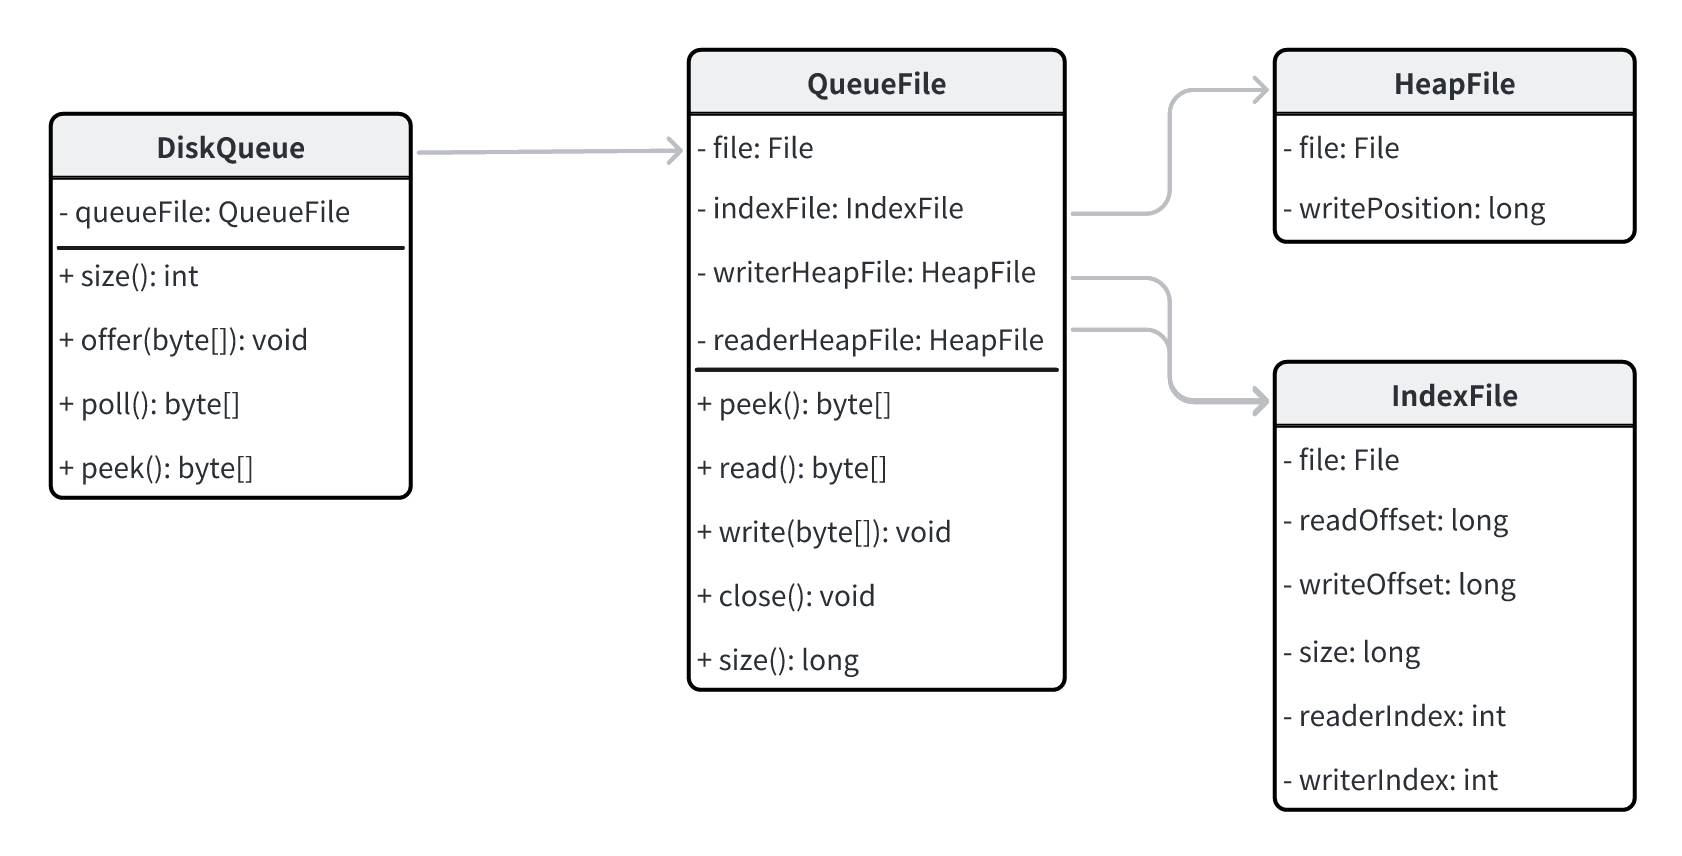 DiskQueue
- queueFile: QueueFile
+ size(): int
+ offer(byte[]): void
+ poll(): byte[]
+ peek(): byte[]
QueueFile
- file: File
- indexFile: IndexFile
- writerHeapFile: HeapFile
- readerHeapFile: HeapFile
+ peek(): byte[]
+ read(): byte[]
+ write(byte[]): void
+ close(): void
+ size(): long
HeapFile
- file: File
- writePosition: long
IndexFile
- file: File
- readOffset: long
- writeOffset: long
- size: long
- readerIndex: int
- writerIndex: int